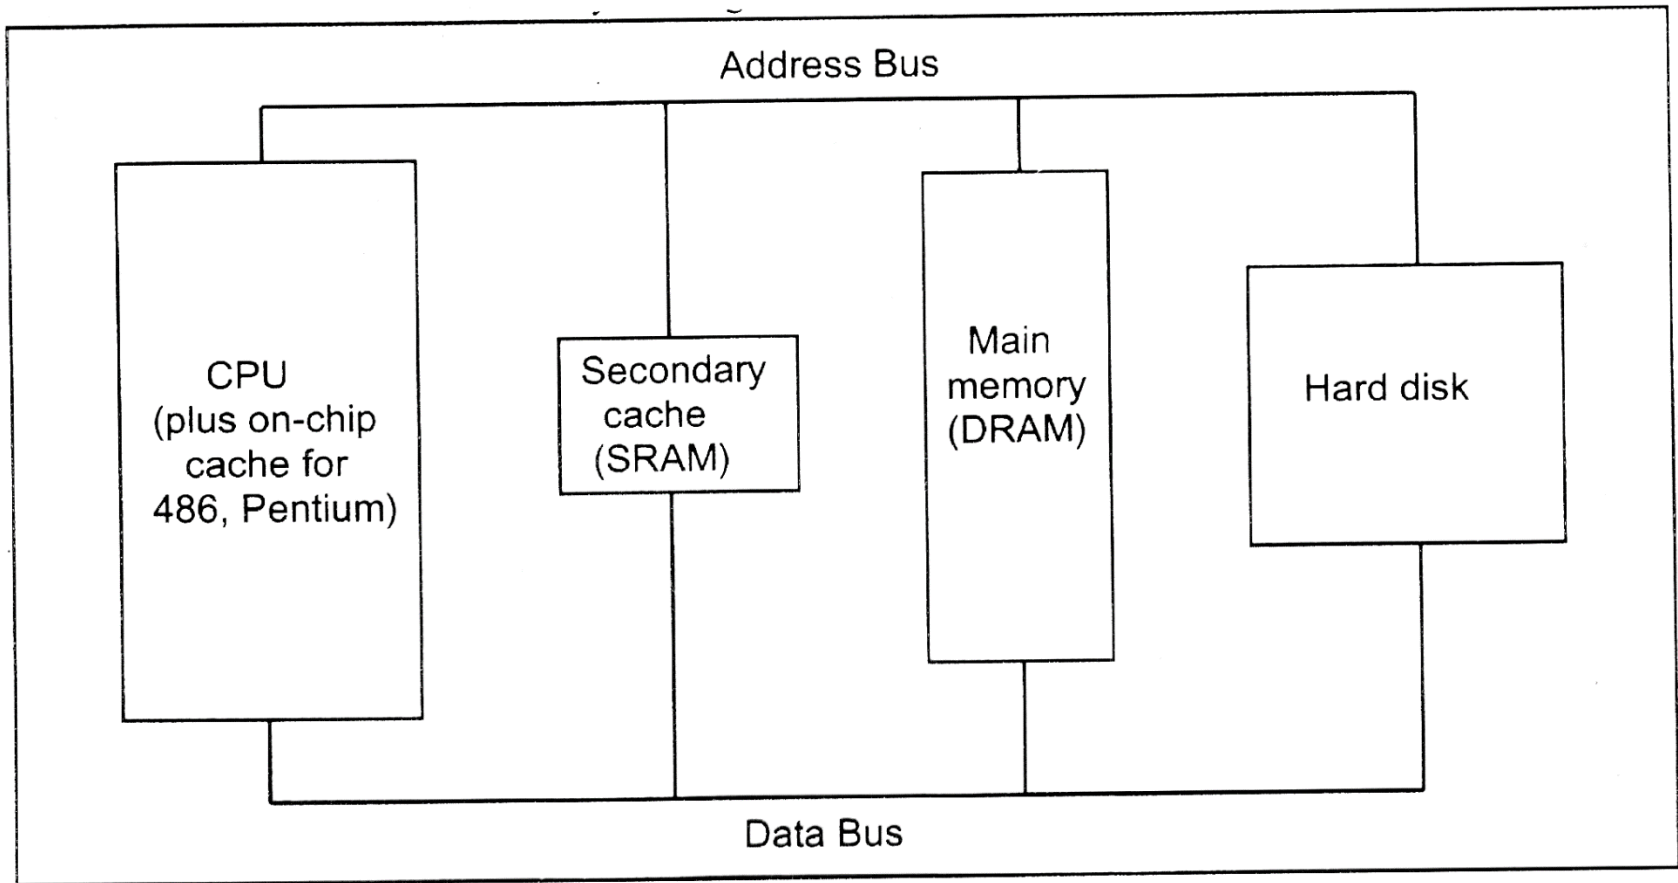 Address Bus
CPU
(plus on-chip
cache for
486, Pentium)
Secondary
cache
(SRAM)
Main
memory
(DRAM)
Hard disk
Data Bus